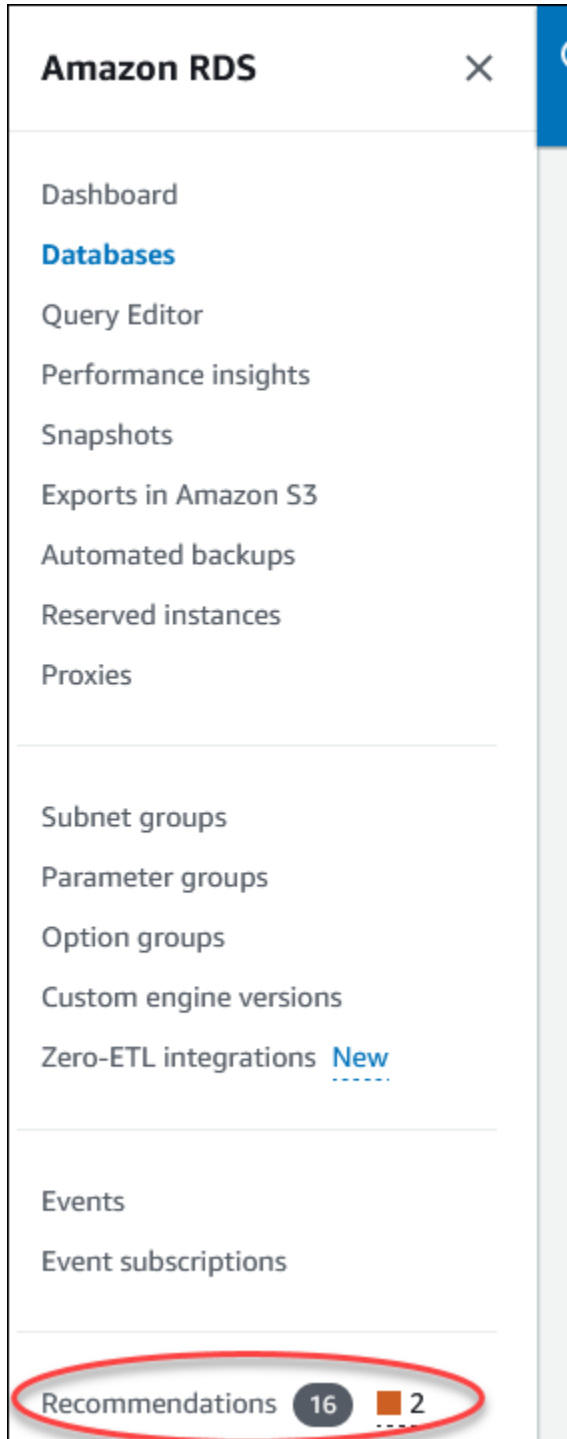 Amazon RDS
Dashboard
Databases
Query Editor
Performance insights
Snapshots
Exports in Amazon S3
Automated backups
Reserved instances
Proxies
Subnet groups
Parameter groups
Option groups
Custom engine versions
Zero-ETL integrations New
Events
Event subscriptions
Recommendations 16 2